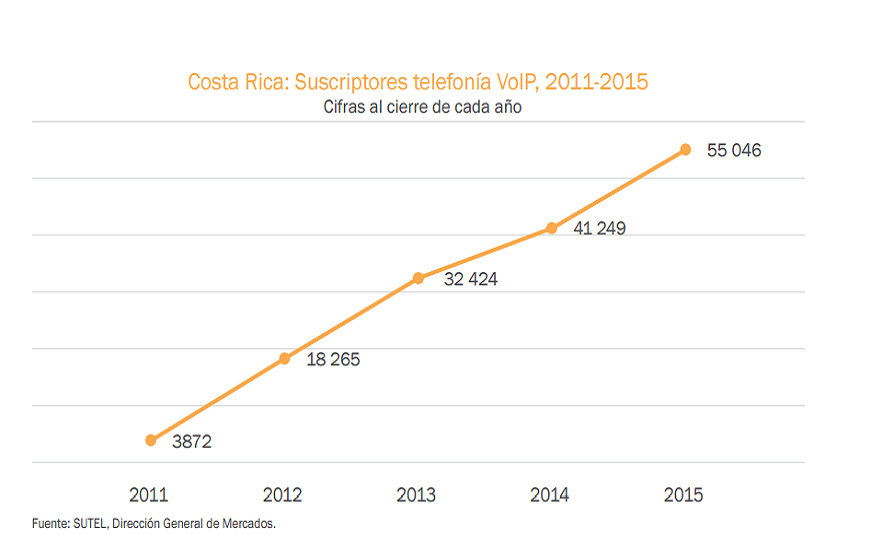 Costa Rica: Suscriptores telefonía VoIP, 2011-2015
Cifras al cierre de cada año
55 046
41 249
32 424
18 265
3872
2011 2012 2013 2014 2015
Fuente: SUTEL, Dirección General de Mercados.